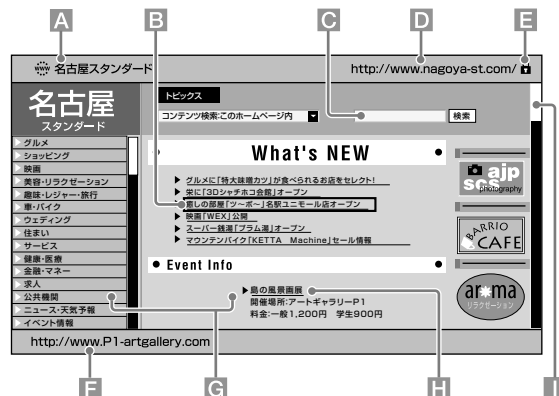 A
B
C
D
E
www 名古屋スタンダード
http://www.nagoya-st.com/
名古屋
スタンダード
トピックス
コンテンツ検索:このホームページ内
検索
グルメ
ショッピング
映画
美容・リラクゼーション
趣味・レジャー・旅行
車・バイク
ウェディング
住まい
サービス
健康・医療
金融・マネー
求人
公共機関
ニュース・天気予報
イベント情報
What's NEW
グルメに「特大味噌カツ」が食べられるお店をセレクト!
栄に「3Dシャチホコ会館」オープン
癒しの部屋「ツ〜ボ〜」名駅ユニモール店オープン
映画「WEX」公開
スーパー銭湯「プラム湯」オープン
マウンテンバイク「KETTA Machine」セール情報
Event Info
島の風景画展
開催場所:アートギャラリーP1
料金:一般1,200円 学生900円
ajp
scs
photography
BARRIO
CAFE
aroma
リラクゼーション
http://www.P1-artgallery.com
F
G
H
I